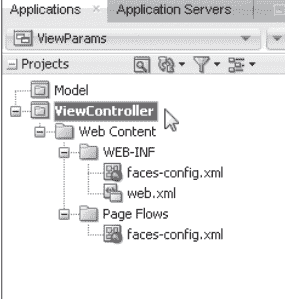 Applications Application Servers
ViewParams
Projects
Model
ViewController
Web Content
WEB-INF
faces-config.xml
web.xml
Page Flows
faces-config.xml